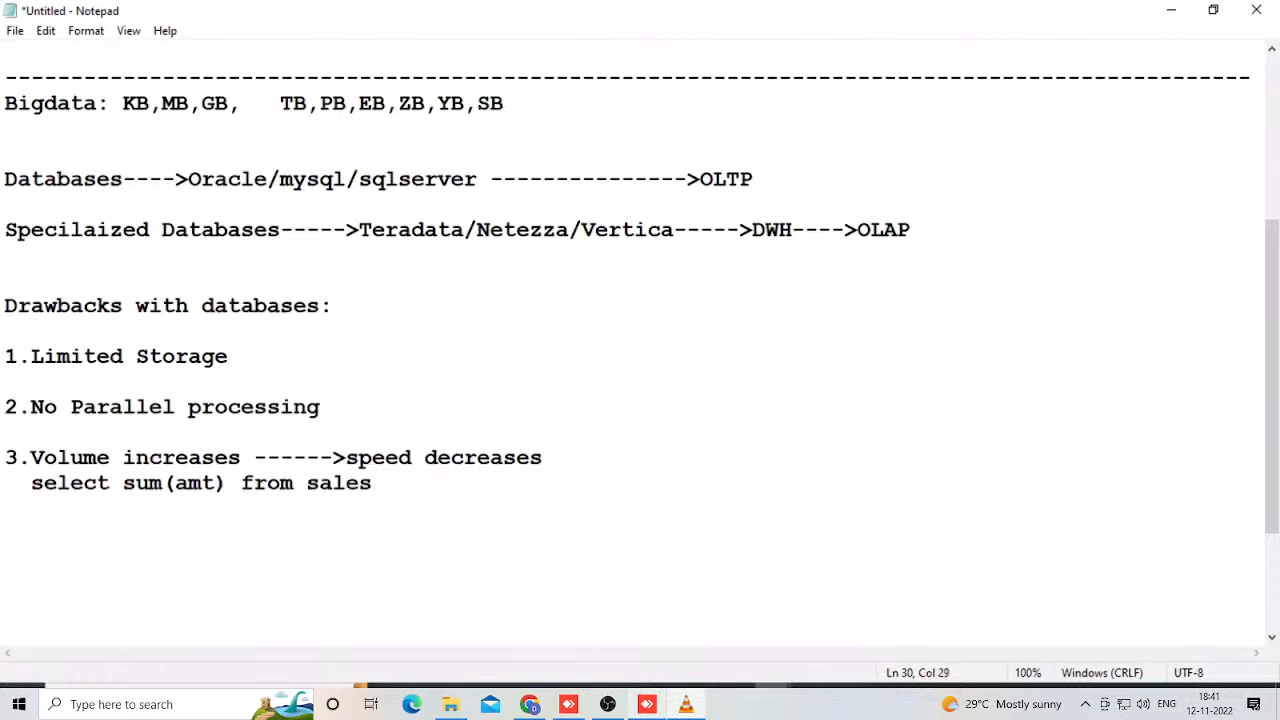 *Untitled - Notepad
File Edit Format View Help
-----------------------------------------------------------------------------------------------
Bigdata: KB,MB,GB,   TB,PB,EB,ZB,YB,SB
Databases---->Oracle/mysql/sqlserver --------------->OLTP
Specilaized Databases----->Teradata/Netezza/Vertica----->DWH---->OLAP
Drawbacks with databases:
1.Limited Storage
2.No Parallel processing
3.Volume increases ------>speed decreases
select sum(amt) from sales
Ln 30, Col 29 100% Windows (CRLF) UTF-8
Type here to search
29°C Mostly sunny
ENG
18:41
12-11-2022